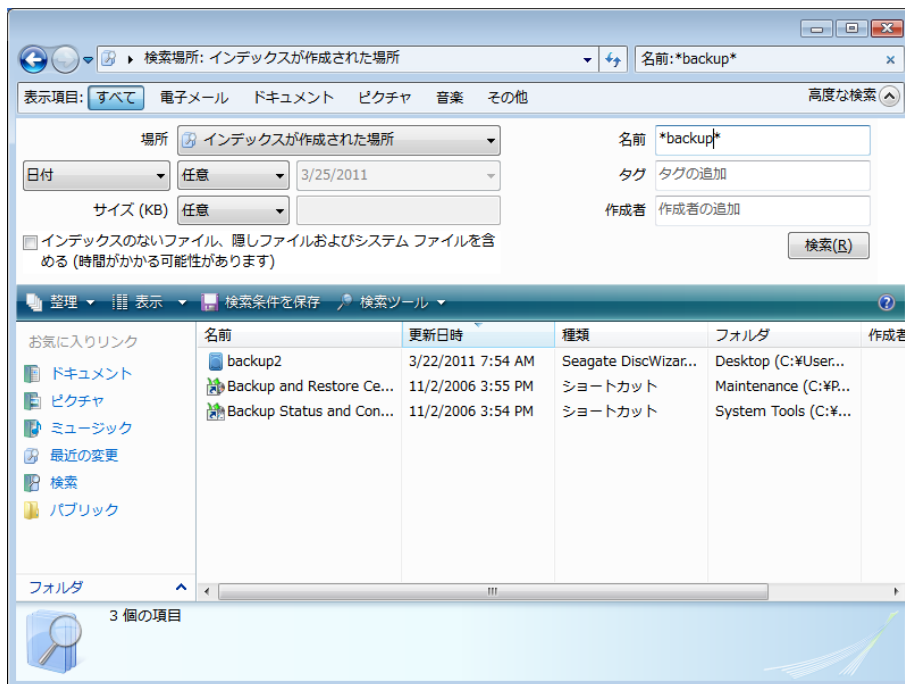 検索場所: インデックスが作成された場所
名前:*backup*
表示項目: すべて 電子メール ドキュメント ピクチャ 音楽 その他 高度な検索
場所 インデックスが作成された場所 名前 *backup*
日付 任意 3/25/2011 タグ タグの追加
サイズ (KB) 任意 作成者 作成者の追加
インデックスのないファイル、隠しファイルおよびシステム ファイルを含
める (時間がかかる可能性があります)
検索(R)
整理 表示 検索条件を保存 検索ツール
お気に入りリンク
ドキュメント
ピクチャ
ミュージック
最近の変更
検索
パブリック
フォルダ
名前 更新日時 種類 フォルダ 作成者
backup2 3/22/2011 7:54 AM Seagate DiscWizar... Desktop (C:¥User...
Backup and Restore Ce... 11/2/2006 3:55 PM ショートカット Maintenance (C:¥P...
Backup Status and Con... 11/2/2006 3:54 PM ショートカット System Tools (C:¥...
3 個の項目